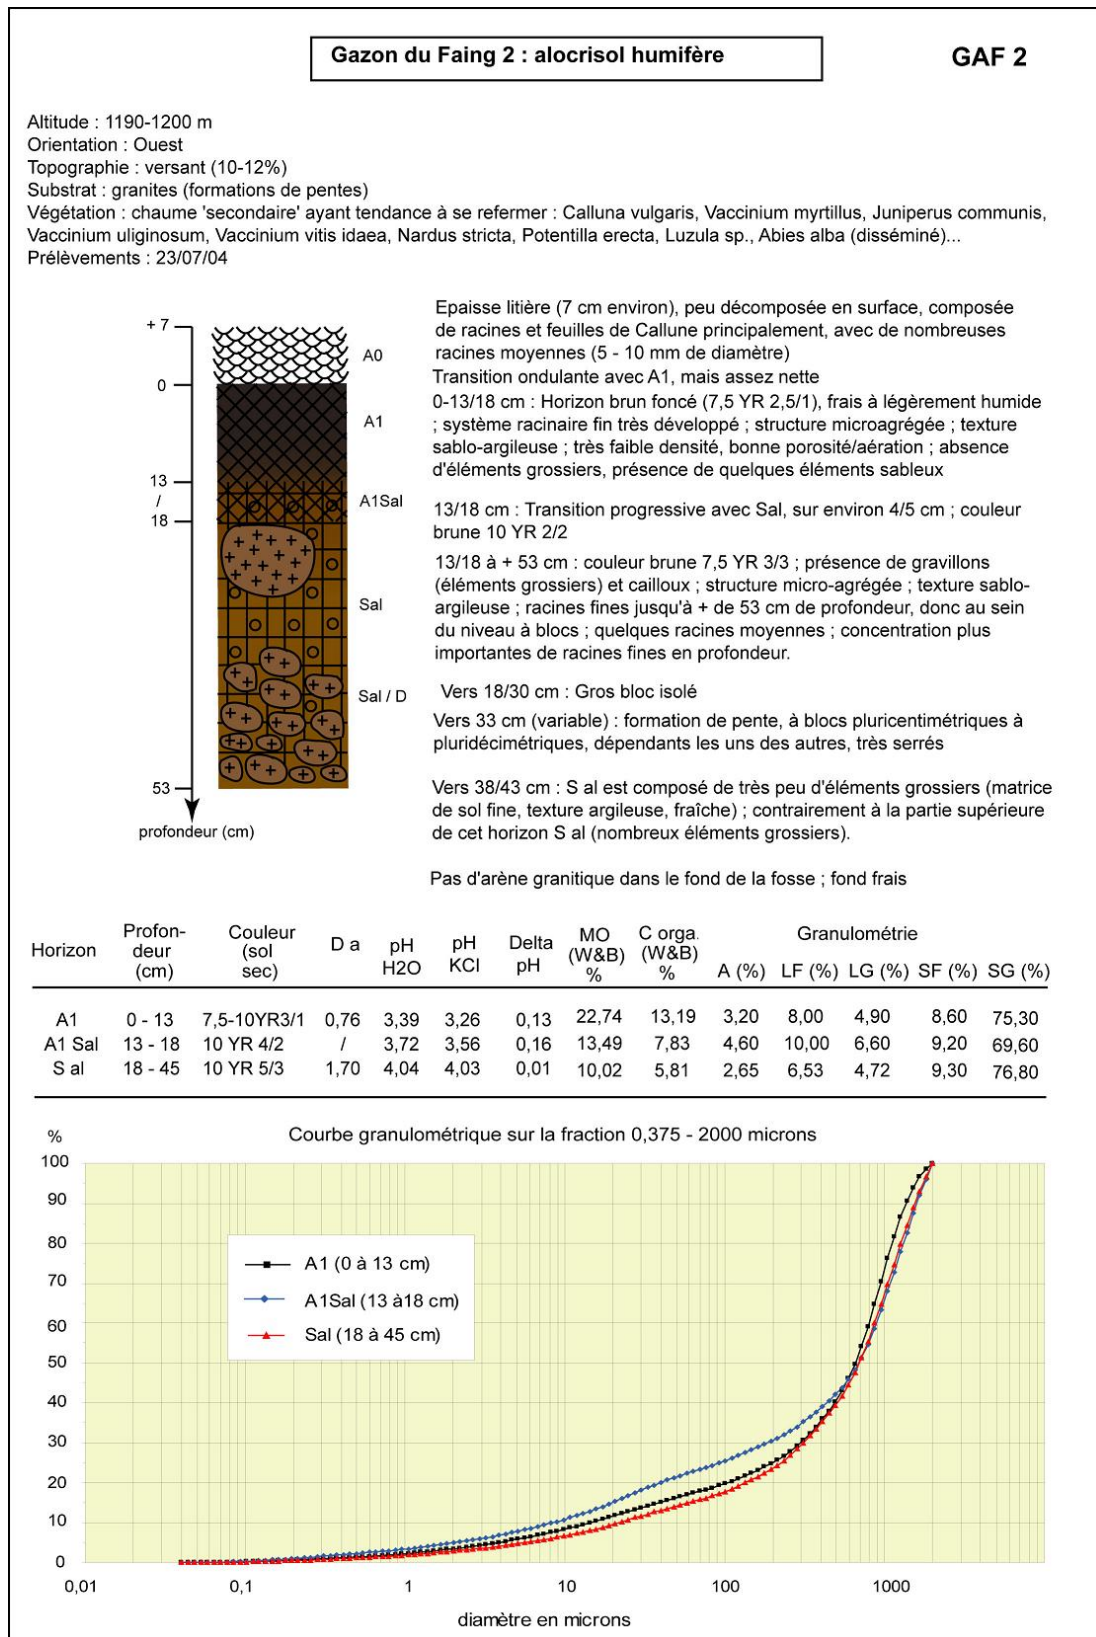 Gazon du Faing 2 : alocrisol humifère
GAF 2
Altitude : 1190-1200 m
Orientation : Ouest
Topographie : versant (10-12%)
Substrat : granites (formations de pentes)
Végétation : chaume 'secondaire' ayant tendance à se refermer : Calluna vulgaris, Vaccinium myrtillus, Juniperus communis,
Vaccinium uliginosum, Vaccinium vitis idaea, Nardus stricta, Potentilla erecta, Luzula sp., Abies alba (disséminé)...
Prélèvements : 23/07/04
+ 7
0
13
/
18
53
profondeur (cm)
A0
A1
A1Sal
Sal
Sal / D
Epaisse litière (7 cm environ), peu décomposée en surface, composée
de racines et feuilles de Callune principalement, avec de nombreuses
racines moyennes (5 - 10 mm de diamètre)
Transition ondulante avec A1, mais assez nette
0-13/18 cm : Horizon brun foncé (7,5 YR 2,5/1), frais à légèrement humide
; système racinaire fin très développé ; structure microagrégée ; texture
sablo-argileuse ; très faible densité, bonne porosité/aération ; absence
d'éléments grossiers, présence de quelques éléments sableux
13/18 cm : Transition progressive avec Sal, sur environ 4/5 cm ; couleur
brune 10 YR 2/2
13/18 à + 53 cm : couleur brune 7,5 YR 3/3 ; présence de gravillons
(éléments grossiers) et cailloux ; structure micro-agrégée ; texture sablo-
argileuse ; racines fines jusqu'à + de 53 cm de profondeur, donc au sein
du niveau à blocs ; quelques racines moyennes ; concentration plus
importantes de racines fines en profondeur.
Vers 18/30 cm : Gros bloc isolé
Vers 33 cm (variable) : formation de pente, à blocs pluricentimétriques à
pluridécimétriques, dépendants les uns des autres, très serrés
Vers 38/43 cm : S al est composé de très peu d'éléments grossiers (matrice
de sol fine, texture argileuse, fraîche) ; contrairement à la partie supérieure
de cet horizon S al (nombreux éléments grossiers).
Pas d'arène granitique dans le fond de la fosse ; fond frais
Horizon Profon-deur (cm) Couleur (sol sec) D a pH H2O pH KCl Delta pH MO (W&B) % C orga. (W&B) % Granulométrie A (%) LF (%) LG (%) SF (%) SG (%)
A1 0 - 13 7,5-10YR3/1 0,76 3,39 3,26 0,13 22,74 13,19 3,20 8,00 4,90 8,60 75,30
A1 Sal 13 - 18 10 YR 4/2 / 3,72 3,56 0,16 13,49 7,83 4,60 10,00 6,60 9,20 69,60
S al 18 - 45 10 YR 5/3 1,70 4,04 4,03 0,01 10,02 5,81 2,65 6,53 4,72 9,30 76,80
% Courbe granulométrique sur la fraction 0,375 - 2000 microns
100
90
80
70
60
50
40
30
20
10
0
A1 (0 à 13 cm)
A1Sal (13 à18 cm)
Sal (18 à 45 cm)
0,01 0,1 1 10 100 1000
diamètre en microns